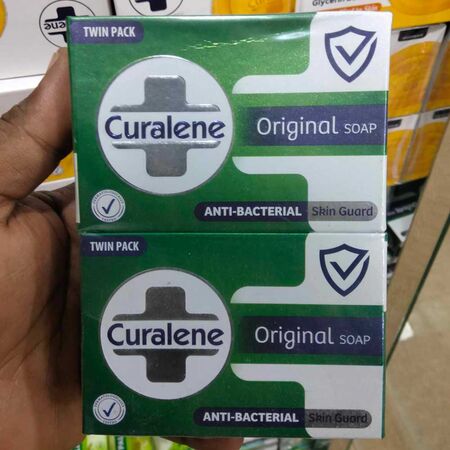 TWIN PACK
Curalene
Original SOAP
ANTI-BACTERIAL Skin Guard
TWIN PACK
Curalene
Original SOAP
ANTI-BACTERIAL Skin Guard